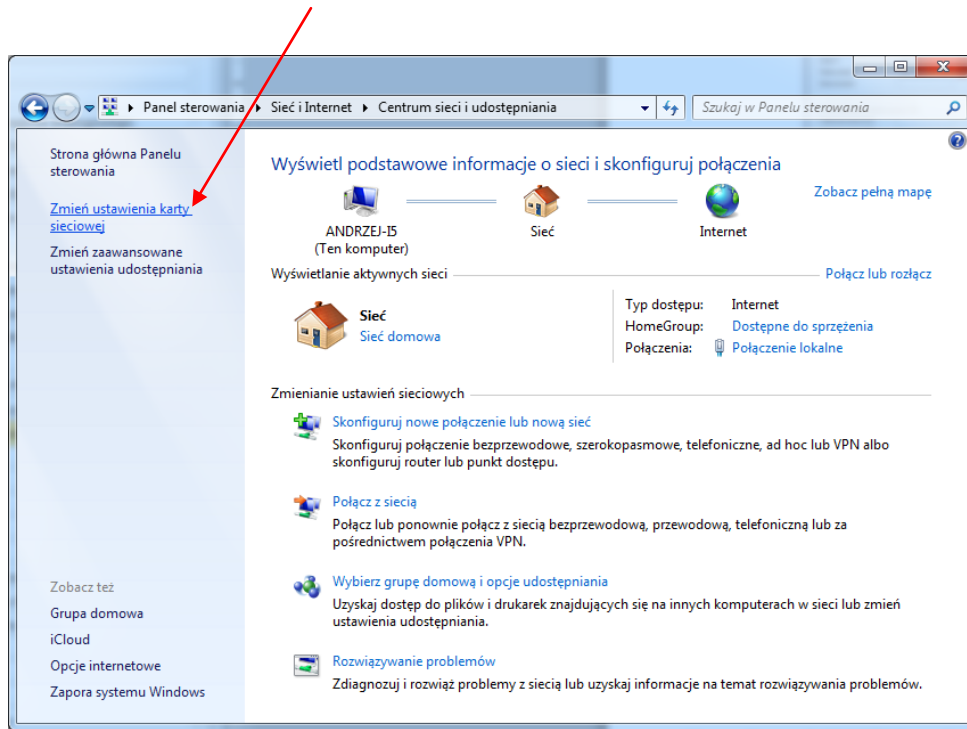 Panel sterowania Sieć i Internet Centrum sieci i udostępniania
Szukaj w Panelu sterowania
Strona główna Panelu
sterowania
Zmień ustawienia karty
sieciowej
Zmień zaawansowane
ustawienia udostępniania
Wyświetl podstawowe informacje o sieci i skonfiguruj połączenia
Zobacz pełną mapę
ANDRZEJ-I5
(Ten komputer)
Sieć
Internet
Wyświetlanie aktywnych sieci
Połącz lub rozłącz
Sieć
Sieć domowa
Typ dostępu: Internet
HomeGroup: Dostępne do sprzężenia
Połączenia: Połączenie lokalne
Zmienianie ustawień sieciowych
Skonfiguruj nowe połączenie lub nową sieć
Skonfiguruj połączenie bezprzewodowe, szerokopasmowe, telefoniczne, ad hoc lub VPN albo
skonfiguruj router lub punkt dostępu.
Połącz z siecią
Połącz lub ponownie połącz z siecią bezprzewodową, przewodową, telefoniczną lub za
pośrednictwem połączenia VPN.
Wybierz grupę domową i opcje udostępniania
Uzyskaj dostęp do plików i drukarek znajdujących się na innych komputerach w sieci lub zmień
ustawienia udostępniania.
Rozwiązywanie problemów
Zdiagnozuj i rozwiąż problemy z siecią lub uzyskaj informacje na temat rozwiązywania problemów.
Zobacz też
Grupa domowa
iCloud
Opcje internetowe
Zapora systemu Windows